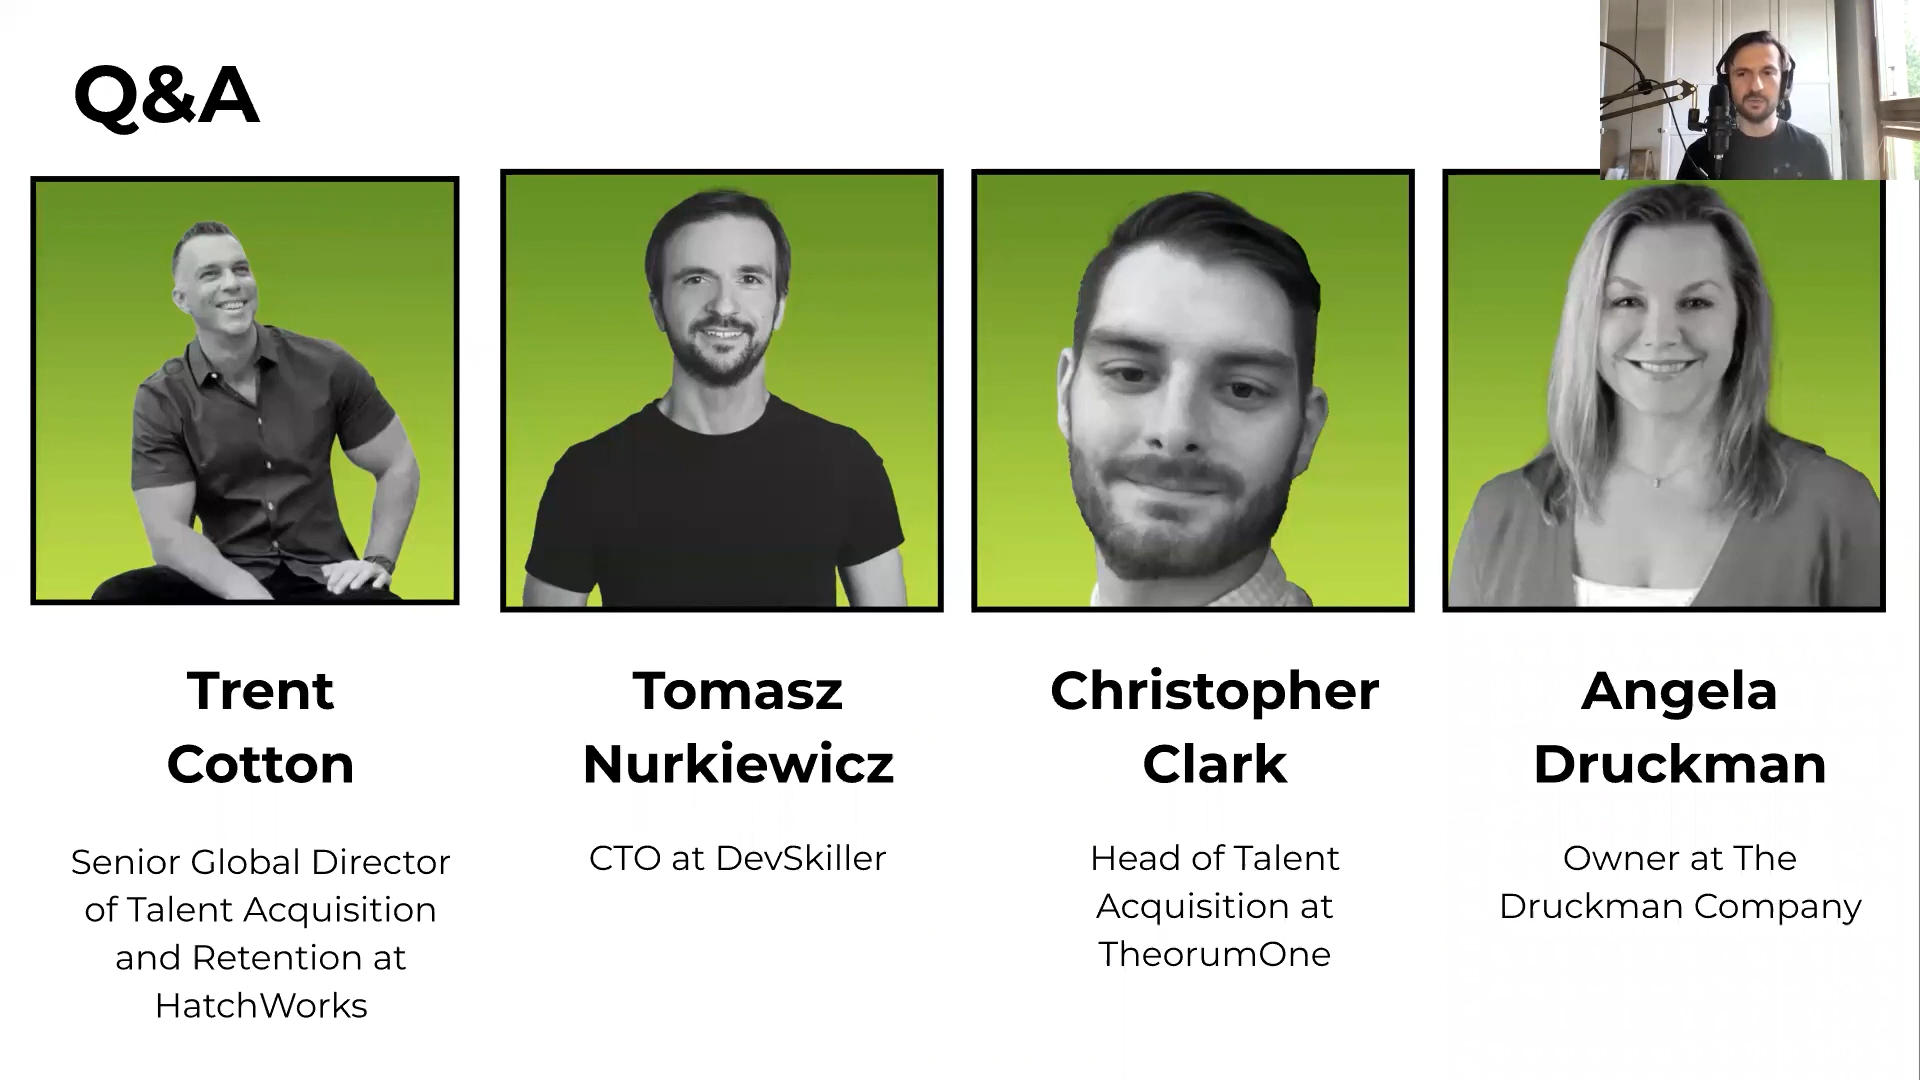 Q&A
Trent
Cotton
Senior Global Director
of Talent Acquisition
and Retention at
HatchWorks
Tomasz
Nurkiewicz
CTO at DevSkiller
Christopher
Clark
Head of Talent
Acquisition at
TheorumOne
Angela
Druckman
Owner at The
Druckman Company